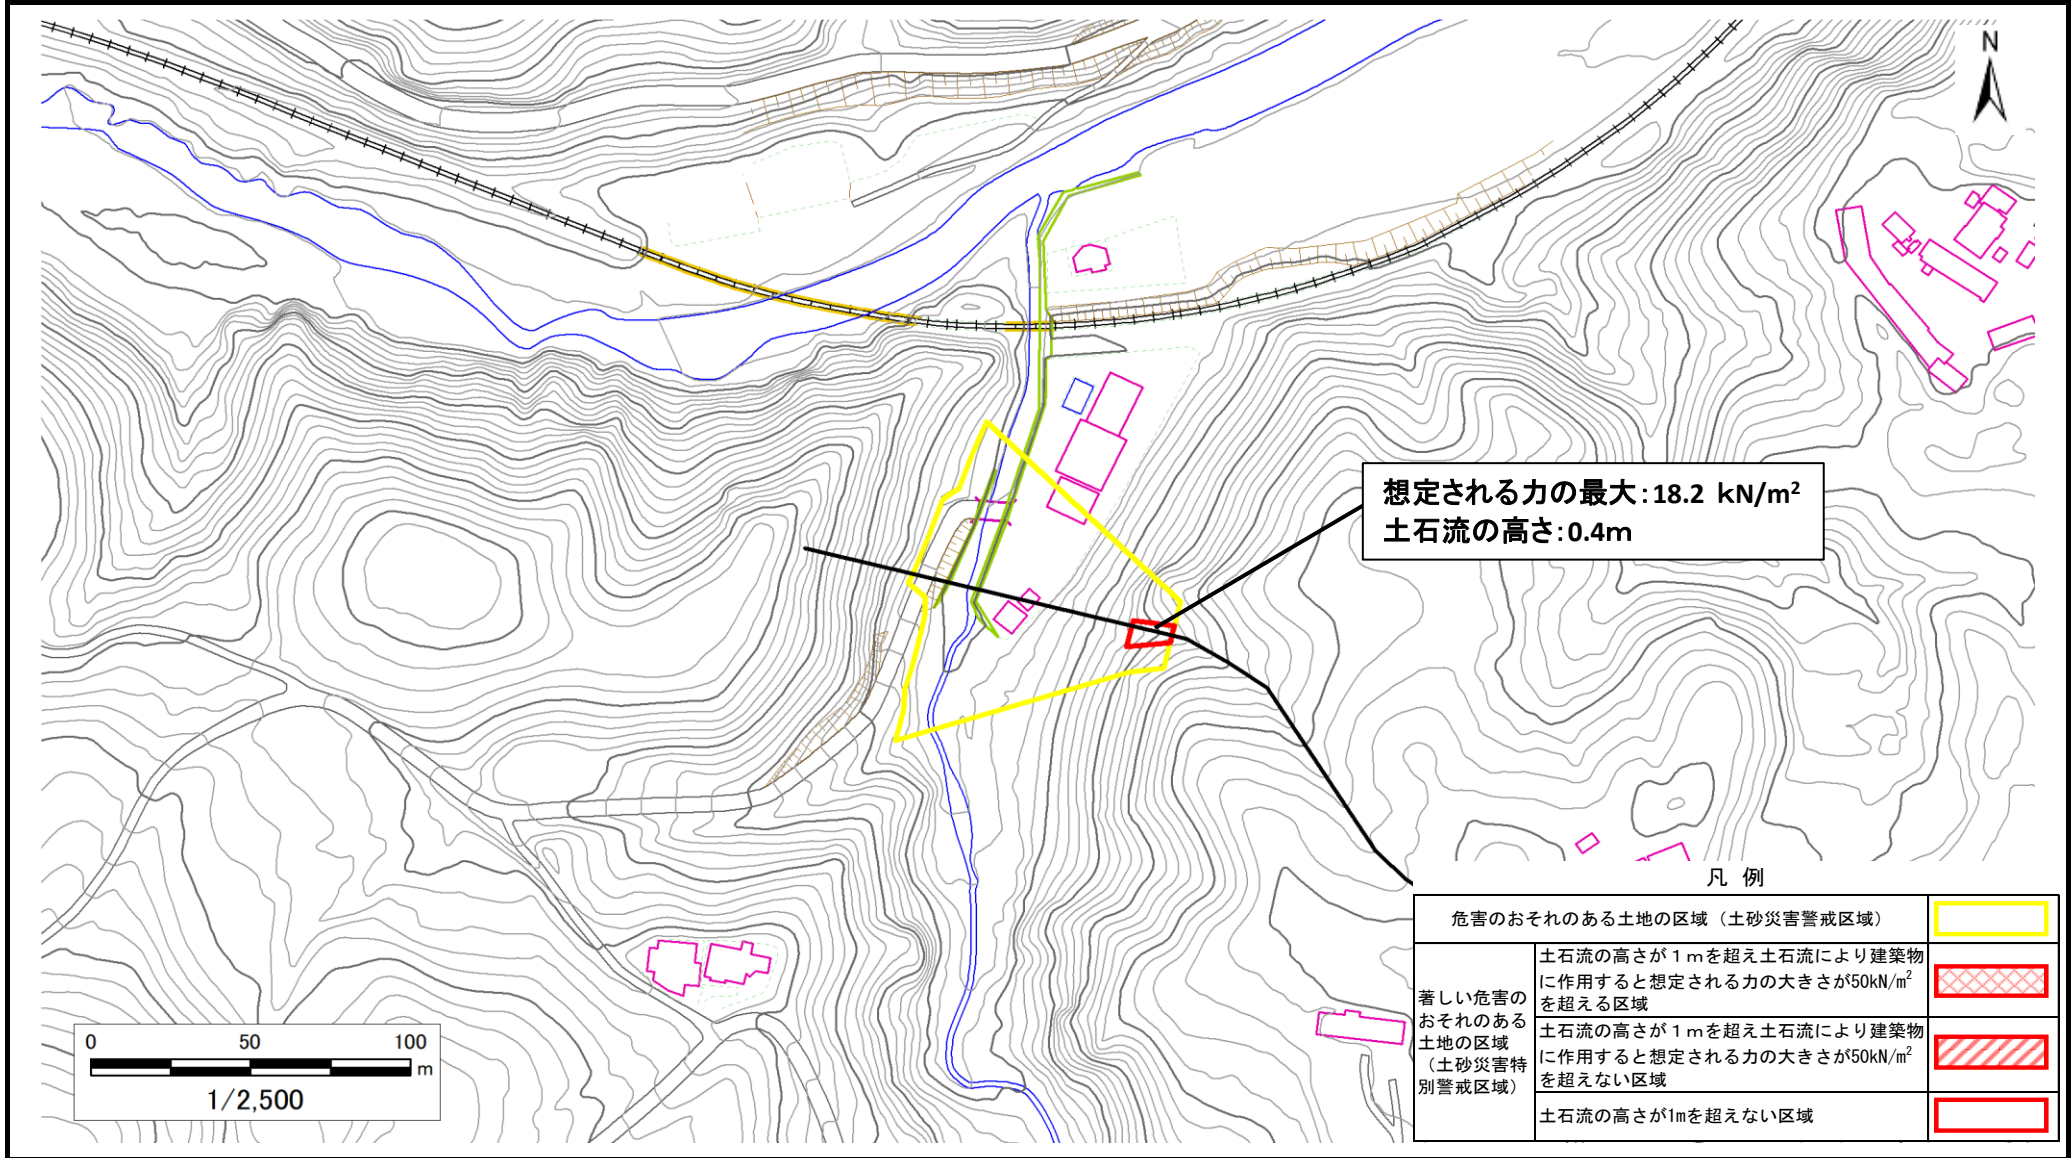 N
想定される力の最大:18.2 kN/m²
土石流の高さ:0.4m
凡 例
危害のおそれのある土地の区域（土砂災害警戒区域）
著しい危害の
おそれのある
土地の区域
（土砂災害特
別警戒区域）
土石流の高さが１ｍを超え土石流により建築物
に作用すると想定される力の大きさが50kN/m²
を超える区域
土石流の高さが１ｍを超え土石流により建築物
に作用すると想定される力の大きさが50kN/m²
を超えない区域
土石流の高さが1mを超えない区域
0 50 100
m
1/2,500